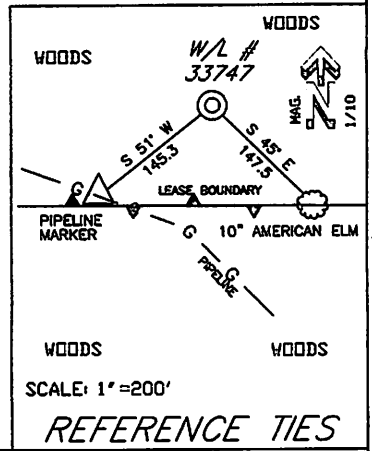 WOODS
WOODS
W/L #
33747
MAG.
N
1/10
S 51° W
145.3
S 45° E
147.5
G
LEASE BOUNDARY
PIPELINE
MARKER
10" AMERICAN ELM
G
G
PIPELINE
WOODS
WOODS
SCALE: 1"=200'
REFERENCE TIES